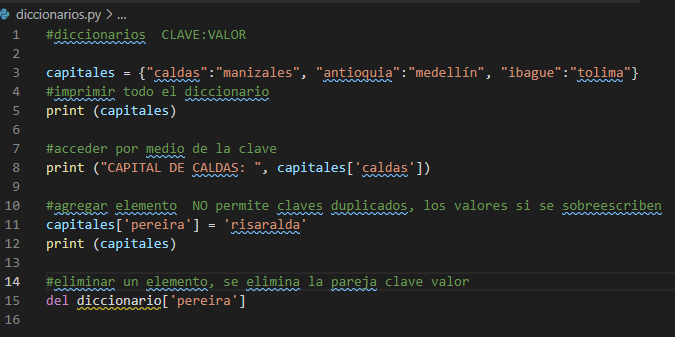 diccionarios.py > ...
1 #diccionarios  CLAVE:VALOR
2
3 capitales = {"caldas":"manizales", "antioquia":"medellín", "ibague":"tolima"}
4 #imprimir todo el diccionario
5 print (capitales)
6
7 #acceder por medio de la clave
8 print ("CAPITAL DE CALDAS: ", capitales['caldas'])
9
10 #agregar elemento  NO permite claves duplicados, los valores si se sobreescriben
11 capitales['pereira'] = 'risaralda'
12 print (capitales)
13
14 #eliminar un elemento, se elimina la pareja clave valor
15 del diccionario['pereira']
16